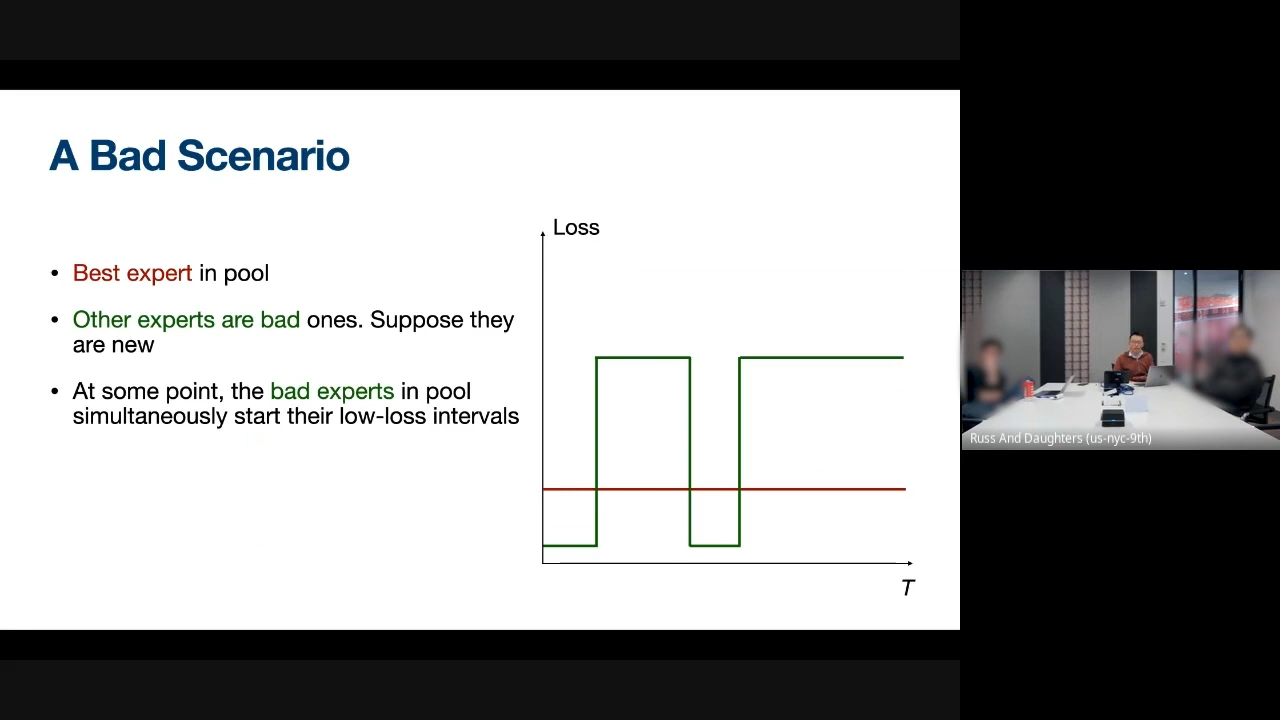 A Bad Scenario
• Best expert in pool
• Other experts are bad ones. Suppose they
are new
• At some point, the bad experts in pool
simultaneously start their low-loss intervals
Loss
T
Russ And Daughters (us-nyc-9th)